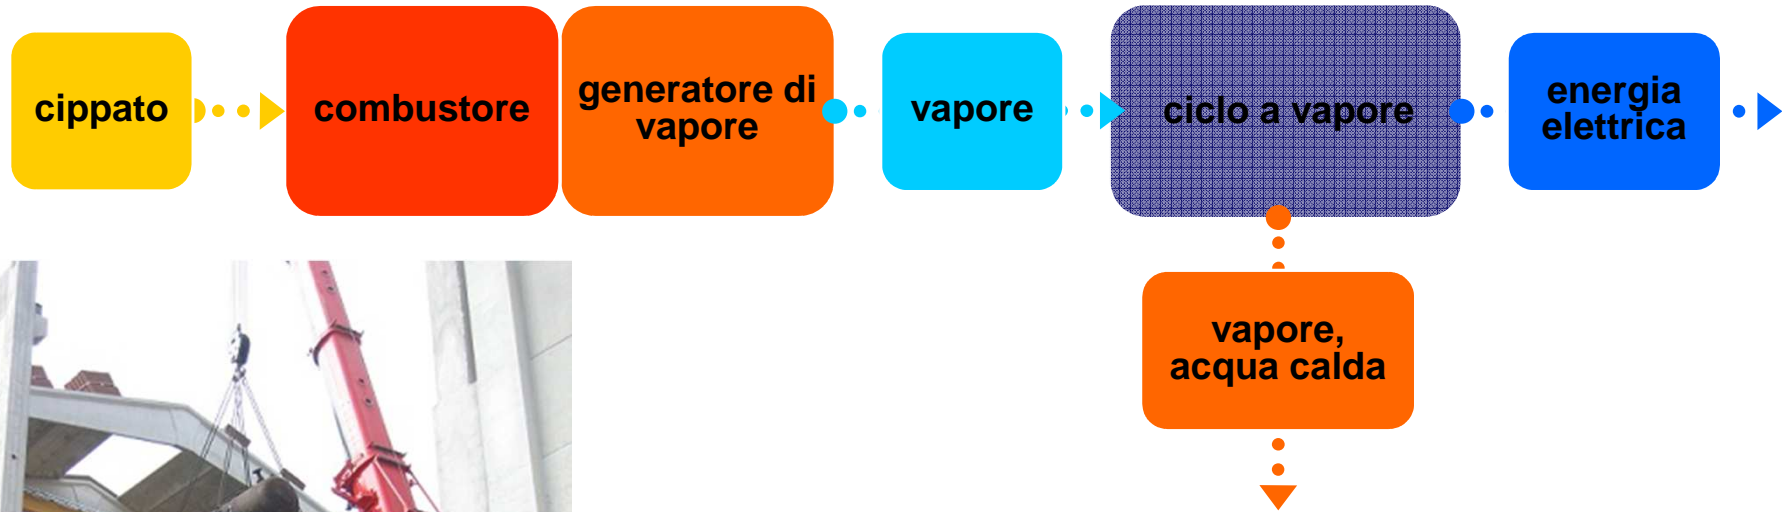 cippato
combustore
generatore di
vapore
vapore
ciclo a vapore
energia
elettrica
vapore,
acqua calda